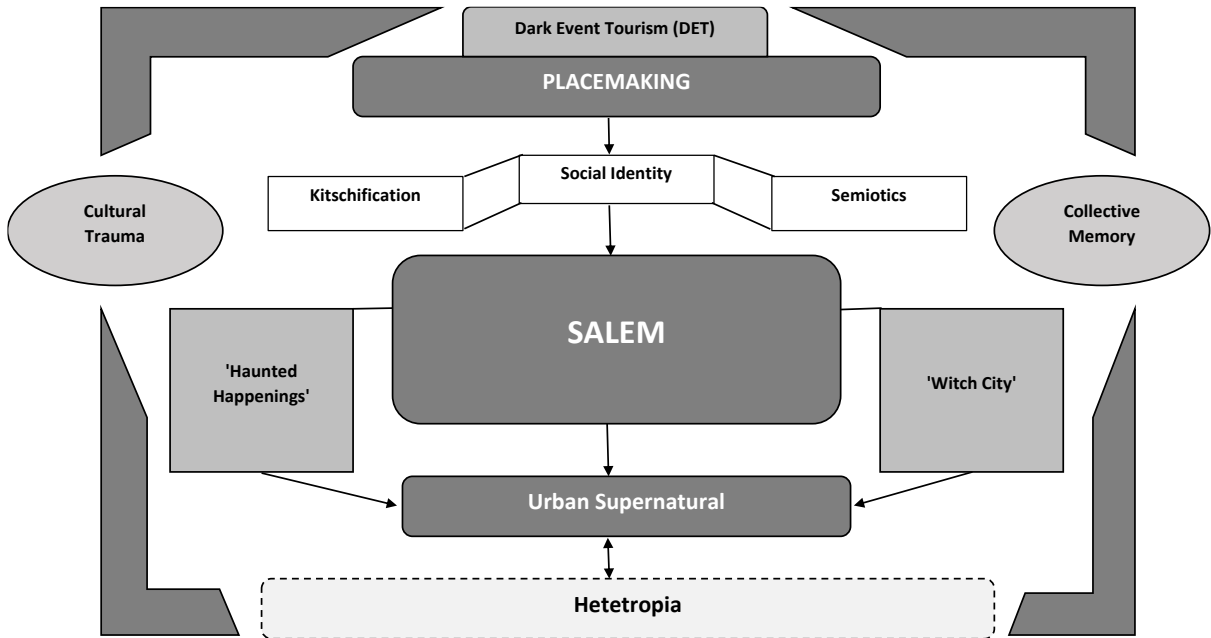 Dark Event Tourism (DET)
PLACEMAKING
Social Identity
Kitschification
Semiotics
Cultural
Trauma
Collective
Memory
SALEM
'Haunted
Happenings'
'Witch City'
Urban Supernatural
Hetetropia